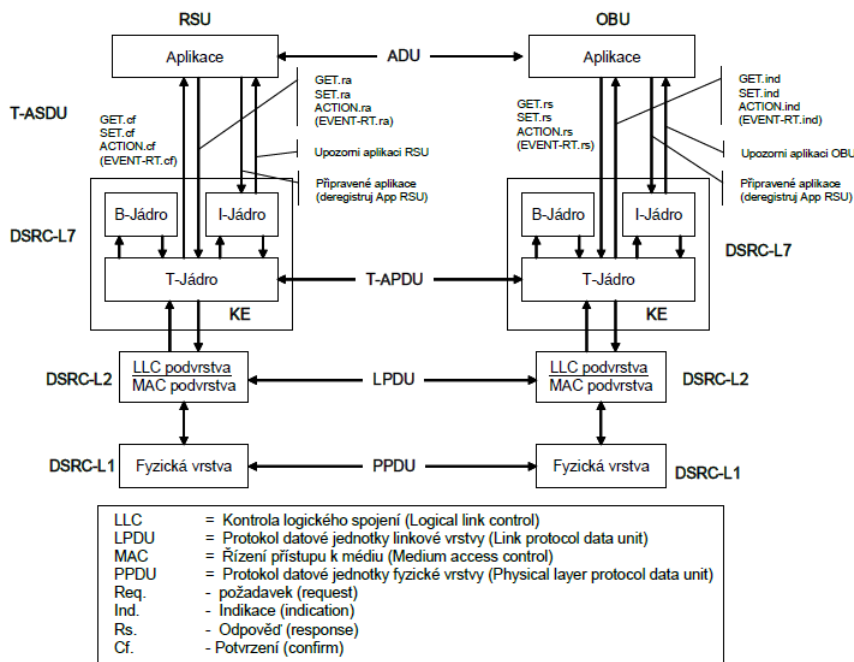 RSU
OBU
Aplikace
ADU
Aplikace
T-ASDU
GET.cf
SET.cf
ACTION.cf
(EVENT-RT.cf)
GET.ra
SET.ra
ACTION.ra
(EVENT-RT.ra)
Upozorni aplikaci RSU
Připravené aplikace
(deregistruj App RSU)
GET.rs
SET.rs
ACTION.rs
(EVENT-RT.rs)
GET.ind
SET.ind
ACTION.ind
(EVENT-RT.ind)
Upozorni aplikaci OBU
Připravené aplikace
(deregistruj App RSU)
DSRC-L7
B-Jádro
I-Jádro
T-Jádro
KE
T-APDU
B-Jádro
I-Jádro
T-Jádro
KE
DSRC-L7
DSRC-L2
LLC podvrstva
MAC podvrstva
LPDU
LLC podvrstva
MAC podvrstva
DSRC-L2
DSRC-L1
Fyzická vrstva
PPDU
Fyzická vrstva
DSRC-L1
LLC = Kontrola logického spojení (Logical link control)
LPDU = Protokol datové jednotky linkové vrstvy (Link protocol data unit)
MAC = Řízení přístupu k médiu (Medium access control)
PPDU = Protokol datové jednotky fyzické vrstvy (Physical layer protocol data unit)
Req. - požadavek (request)
Ind. - Indikace (indication)
Rs. - Odpověď (response)
Cf. - Potvrzení (confirm)